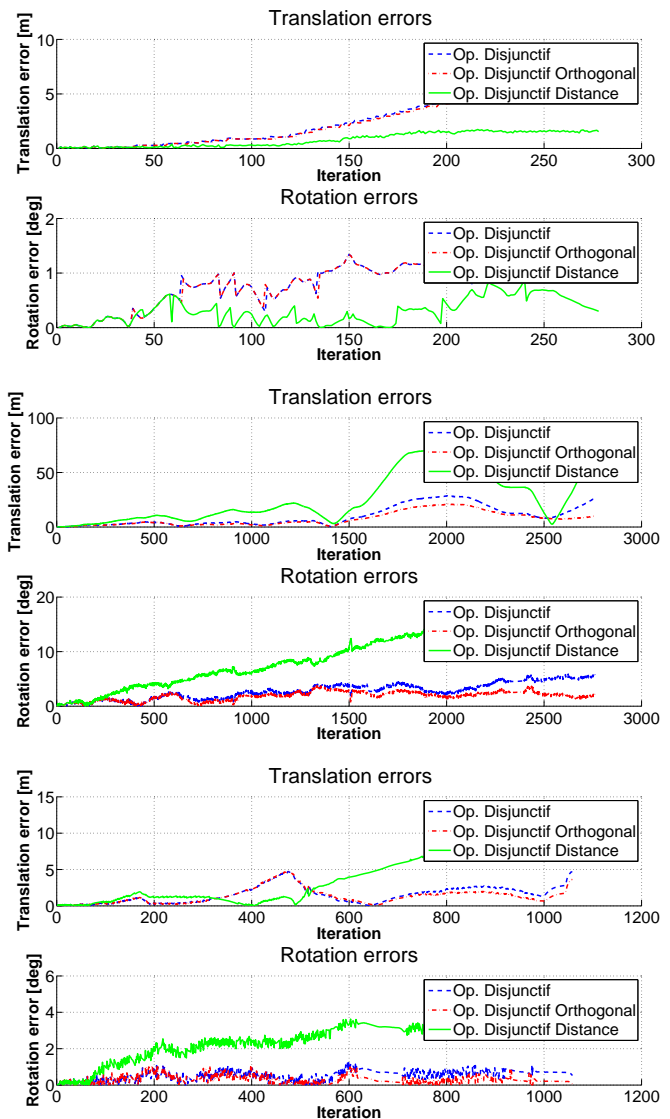 Translation errors
Translation error [m]
10
5
0
0 50 100 150 200 250 300
Iteration
Op. Disjunctif
Op. Disjunctif Orthogonal
Op. Disjunctif Distance
Rotation errors
Rotation error [deg]
2
1
0
0 50 100 150 200 250 300
Iteration
Op. Disjunctif
Op. Disjunctif Orthogonal
Op. Disjunctif Distance
Translation errors
Translation error [m]
100
50
0
0 500 1000 1500 2000 2500 3000
Iteration
Op. Disjunctif
Op. Disjunctif Orthogonal
Op. Disjunctif Distance
Rotation errors
Rotation error [deg]
20
10
0
0 500 1000 1500 2000 2500 3000
Iteration
Op. Disjunctif
Op. Disjunctif Orthogonal
Op. Disjunctif Distance
Translation errors
Translation error [m]
15
10
5
0
0 200 400 600 800 1000 1200
Iteration
Op. Disjunctif
Op. Disjunctif Orthogonal
Op. Disjunctif Distance
Rotation errors
Rotation error [deg]
6
4
2
0
0 200 400 600 800 1000 1200
Iteration
Op. Disjunctif
Op. Disjunctif Orthogonal
Op. Disjunctif Distance